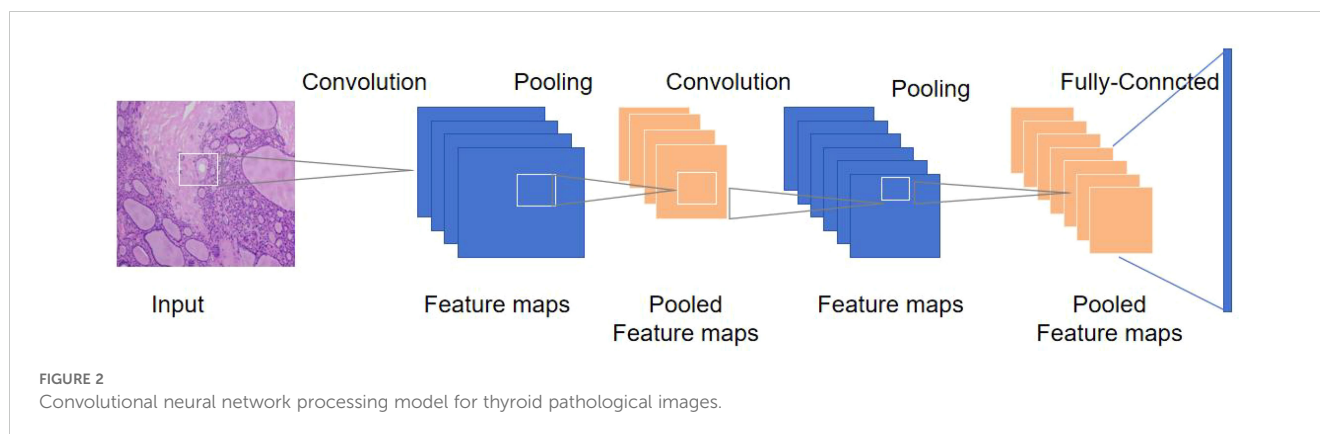 Convolution
Pooling
Convolution
Pooling
Fully-Conncted
Input
Feature maps
Pooled
Feature maps
Feature maps
Pooled
Feature maps
FIGURE 2
Convolutional neural network processing model for thyroid pathological images.